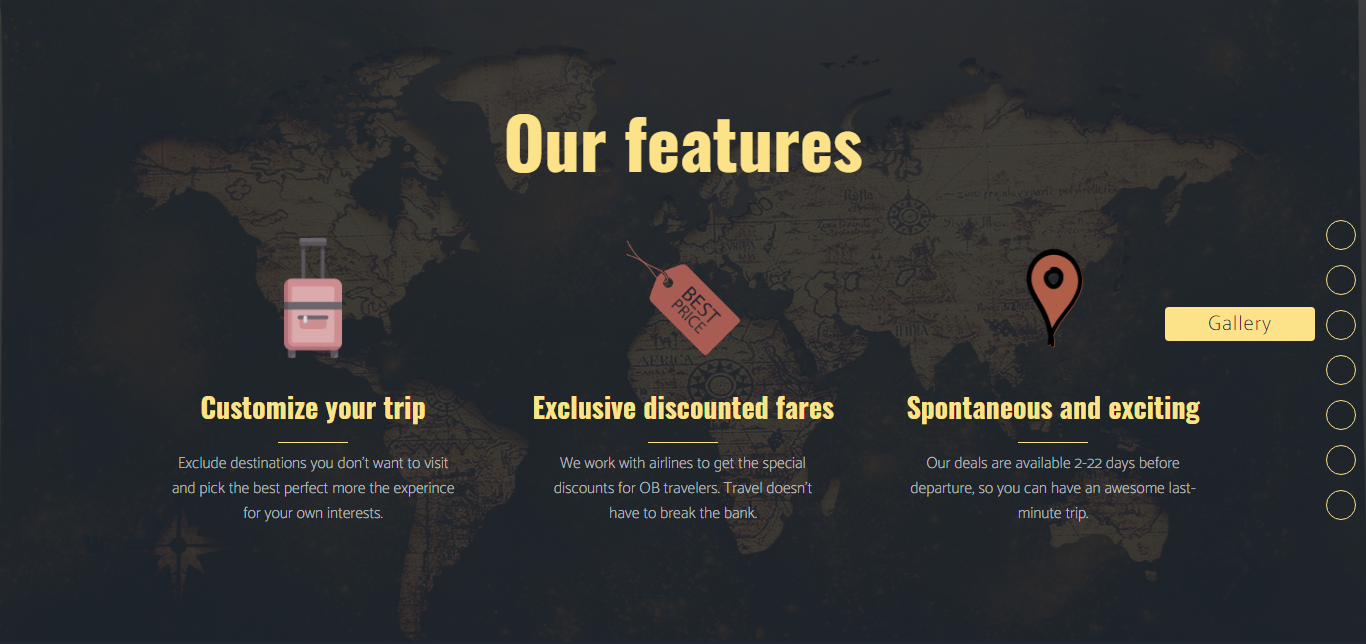 Our features
BEST
PRICE
Gallery
AFRICA
Customize your trip
Exclude destinations you don't want to visit
and pick the best perfect more the experince
for your own interests.
Exclusive discounted fares
We work with airlines to get the special
discounts for OB travelers. Travel doesn't
have to break the bank.
Spontaneous and exciting
Our deals are available 2-22 days before
departure, so you can have an awesome last-
minute trip.